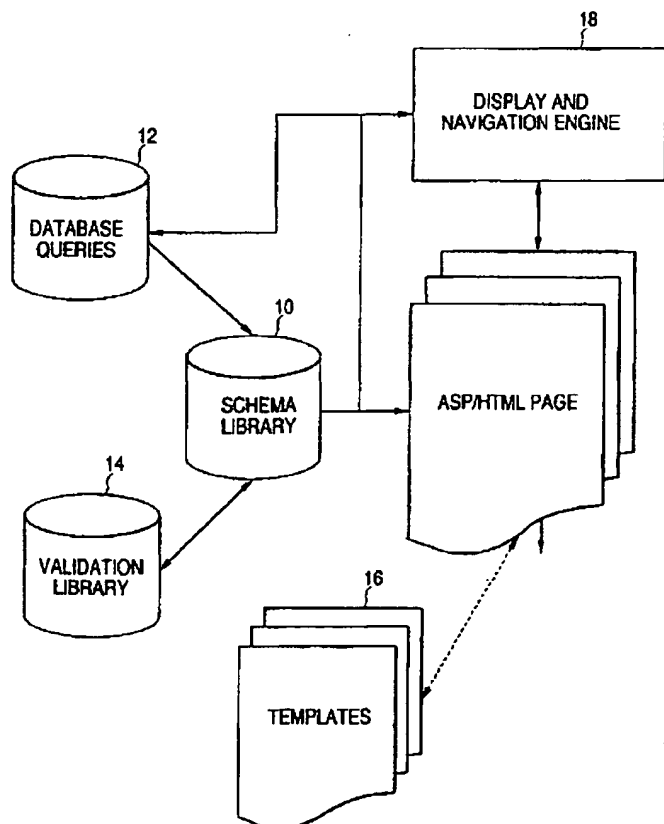 18
DISPLAY AND
NAVIGATION ENGINE
12
DATABASE
QUERIES
10
SCHEMA
LIBRARY
ASP/HTML PAGE
14
VALIDATION
LIBRARY
16
TEMPLATES